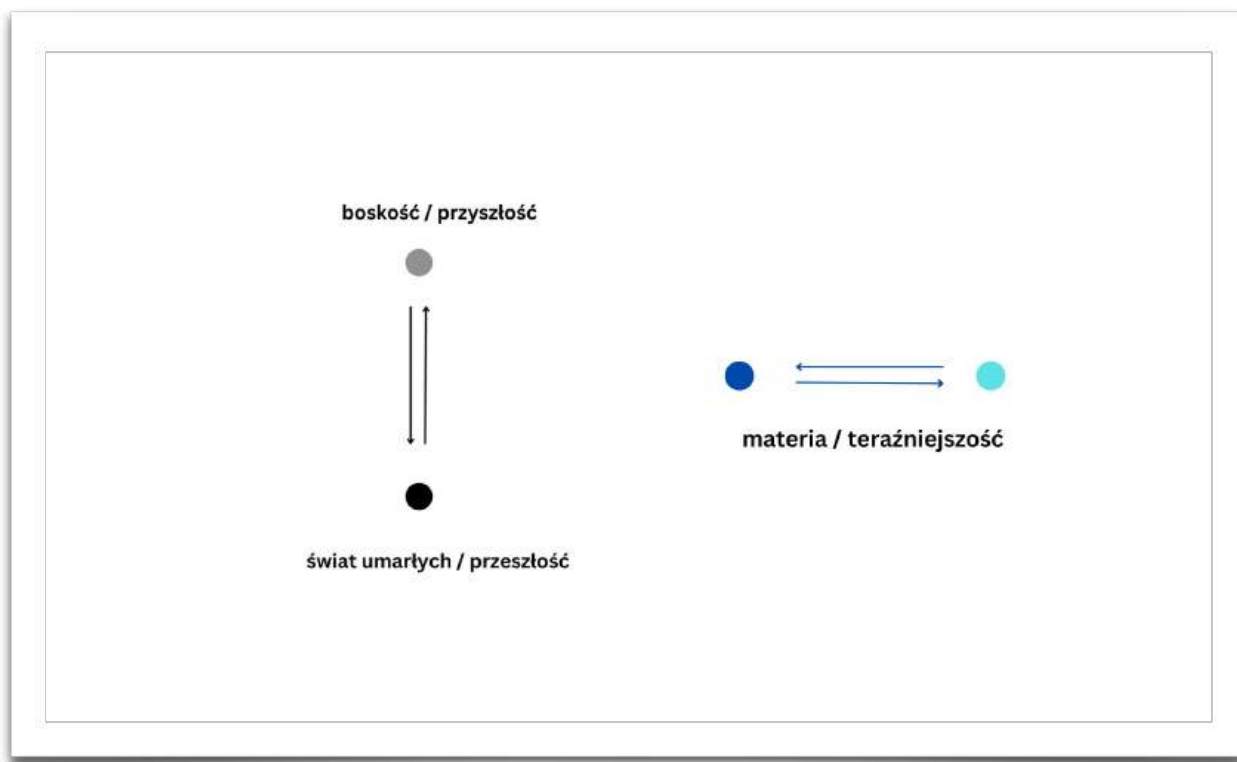 boskość / przyszłość
materia / teraźniejszość
świat umarłych / przeszłość